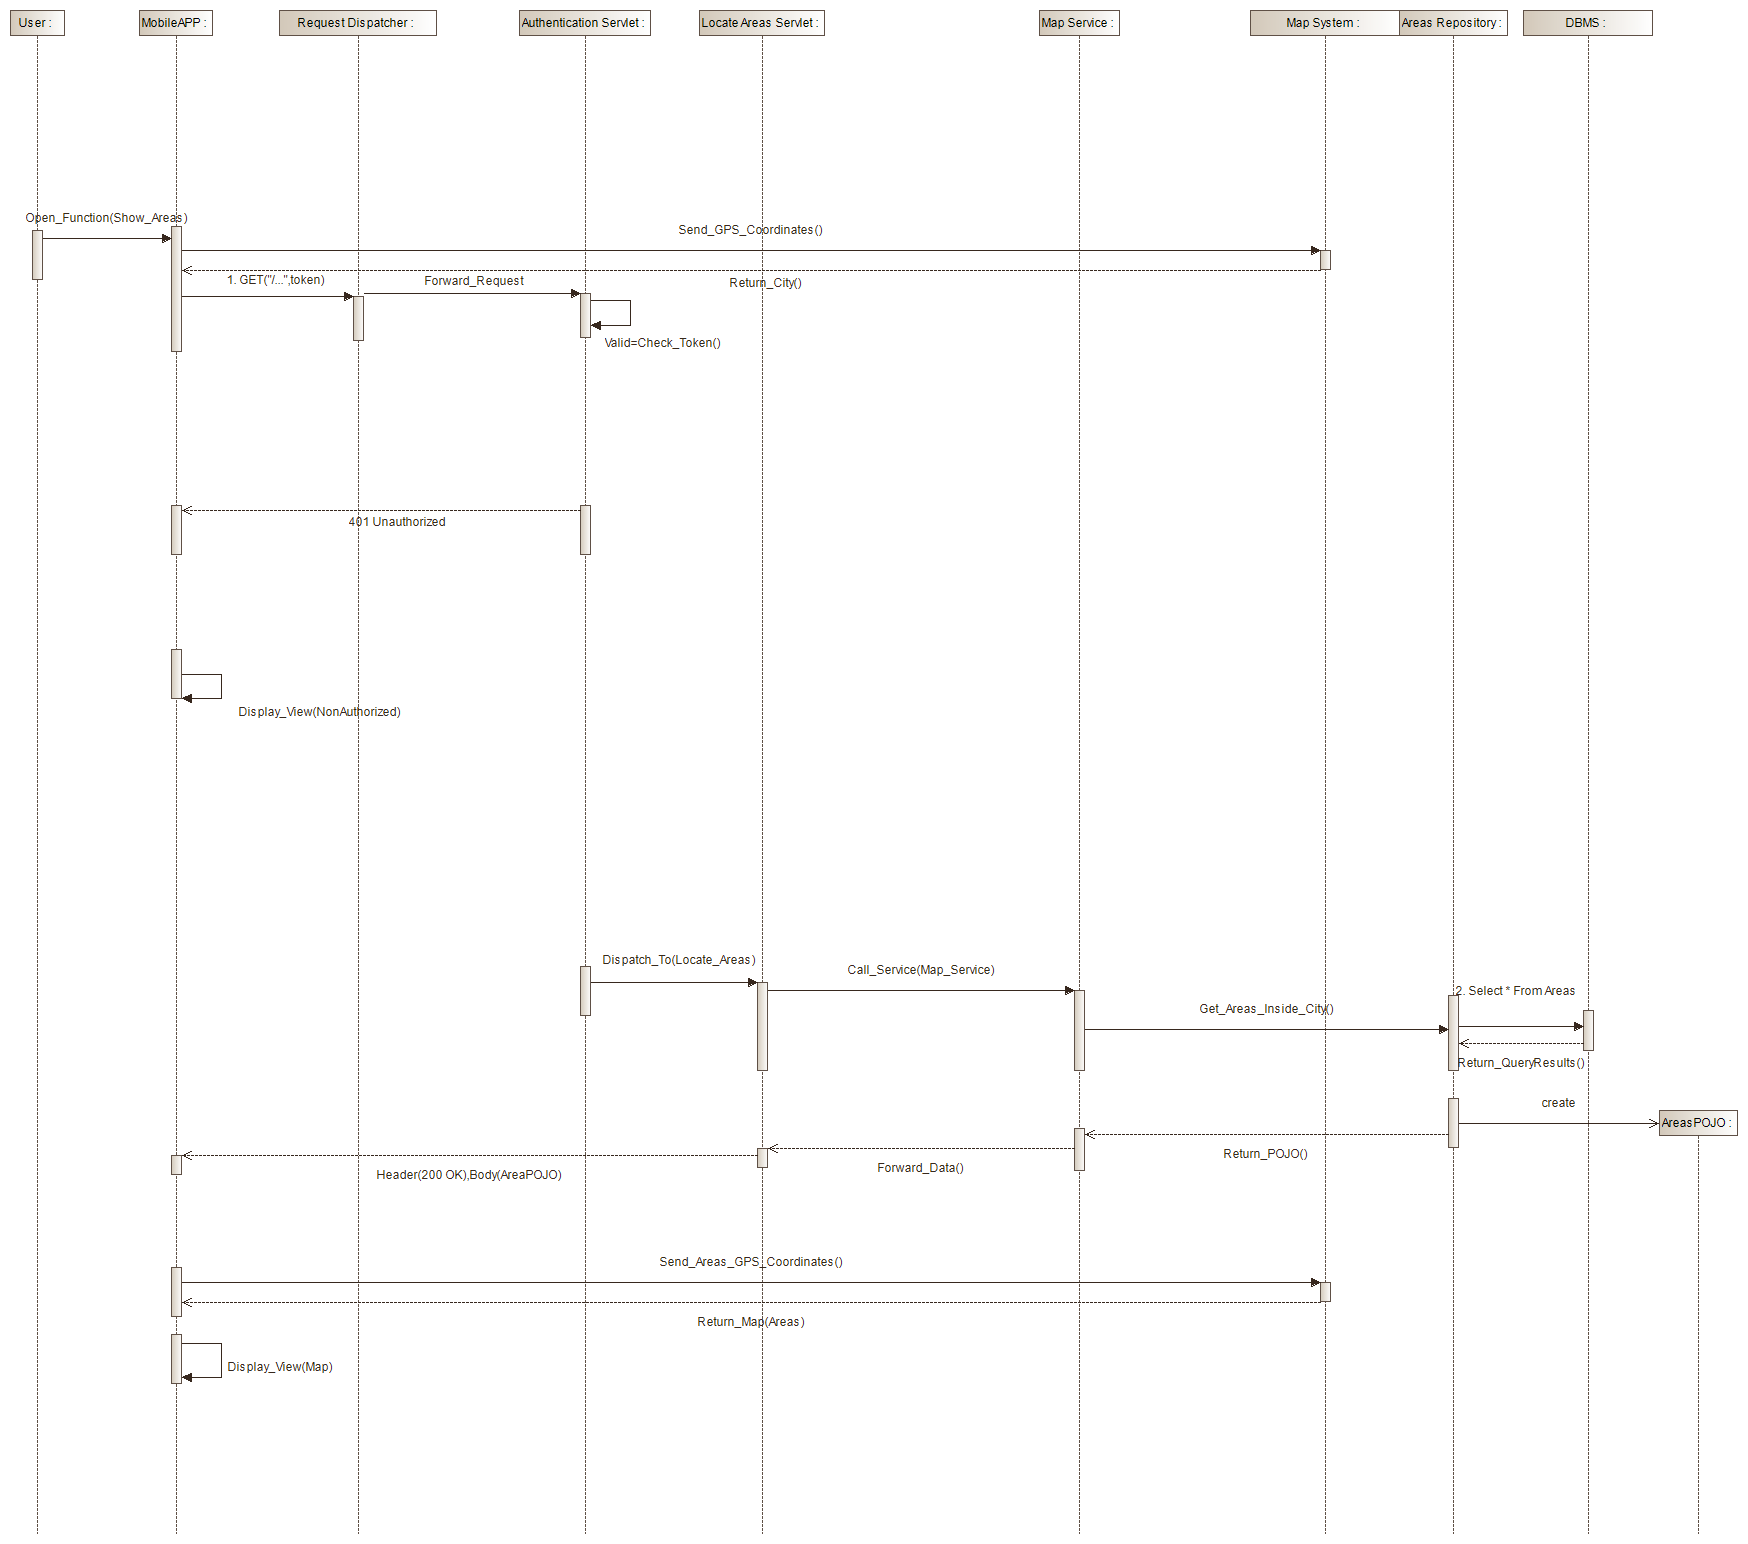 User :
MobileAPP :
Request Dispatcher :
Authentication Servlet :
Locate Areas Servlet :
Map Service :
Map System :
Areas Repository :
DBMS :
Open_Function(Show_Areas)
Send_GPS_Coordinates()
1. GET("/...",token)
Forward_Request
Return_City()
Valid=Check_Token()
401 Unauthorized
Display_View(NonAuthorized)
Dispatch_To(Locate_Areas)
Call_Service(Map_Service)
2. Select * From Areas
Get_Areas_Inside_City()
Return_QueryResults()
create
AreasPOJO :
Return_POJO()
Forward_Data()
Header(200 OK),Body(AreaPOJO)
Send_Areas_GPS_Coordinates()
Return_Map(Areas)
Display_View(Map)